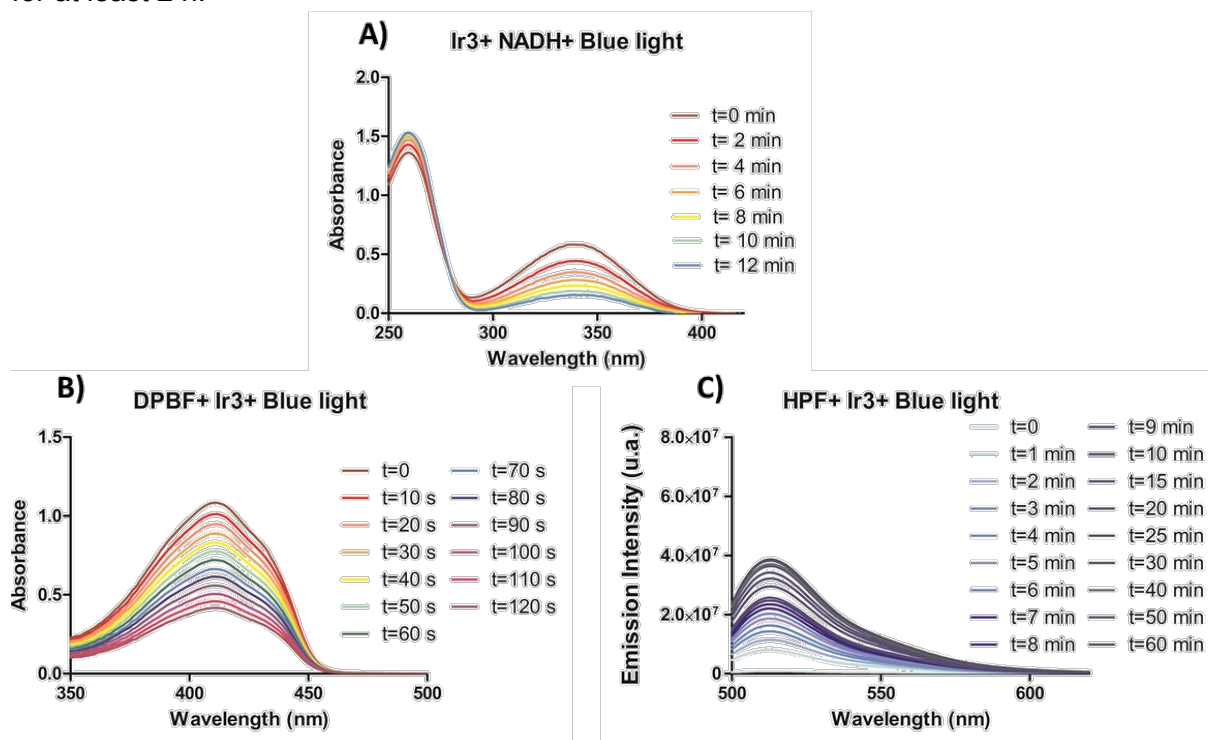 for at least 24h.
A)
Ir3+ NADH+ Blue light
2.0
1.5
1.0
0.5
0.0
Absorbance
250
300
350
400
Wavelength (nm)
t=0 min
t= 2 min
t= 4 min
t= 6 min
t= 8 min
t= 10 min
t= 12 min
B)
DPBF+ Ir3+ Blue light
1.5
1.0
0.5
0.0
Absorbance
350
400
450
500
Wavelength (nm)
t=0
t=10 s
t=20 s
t=30 s
t=40 s
t=50 s
t=60 s
t=70 s
t=80 s
t=90 s
t=100 s
t=110 s
t=120 s
C)
HPF+ Ir3+ Blue light
8.0×10⁷
6.0×10⁷
4.0×10⁷
2.0×10⁷
0
Emission Intensity (u.a.)
500
550
600
Wavelength (nm)
t=0
t=1 min
t=2 min
t=3 min
t=4 min
t=5 min
t=6 min
t=7 min
t=8 min
t=9 min
t=10 min
t=15 min
t=20 min
t=25 min
t=30 min
t=40 min
t=50 min
t=60 min